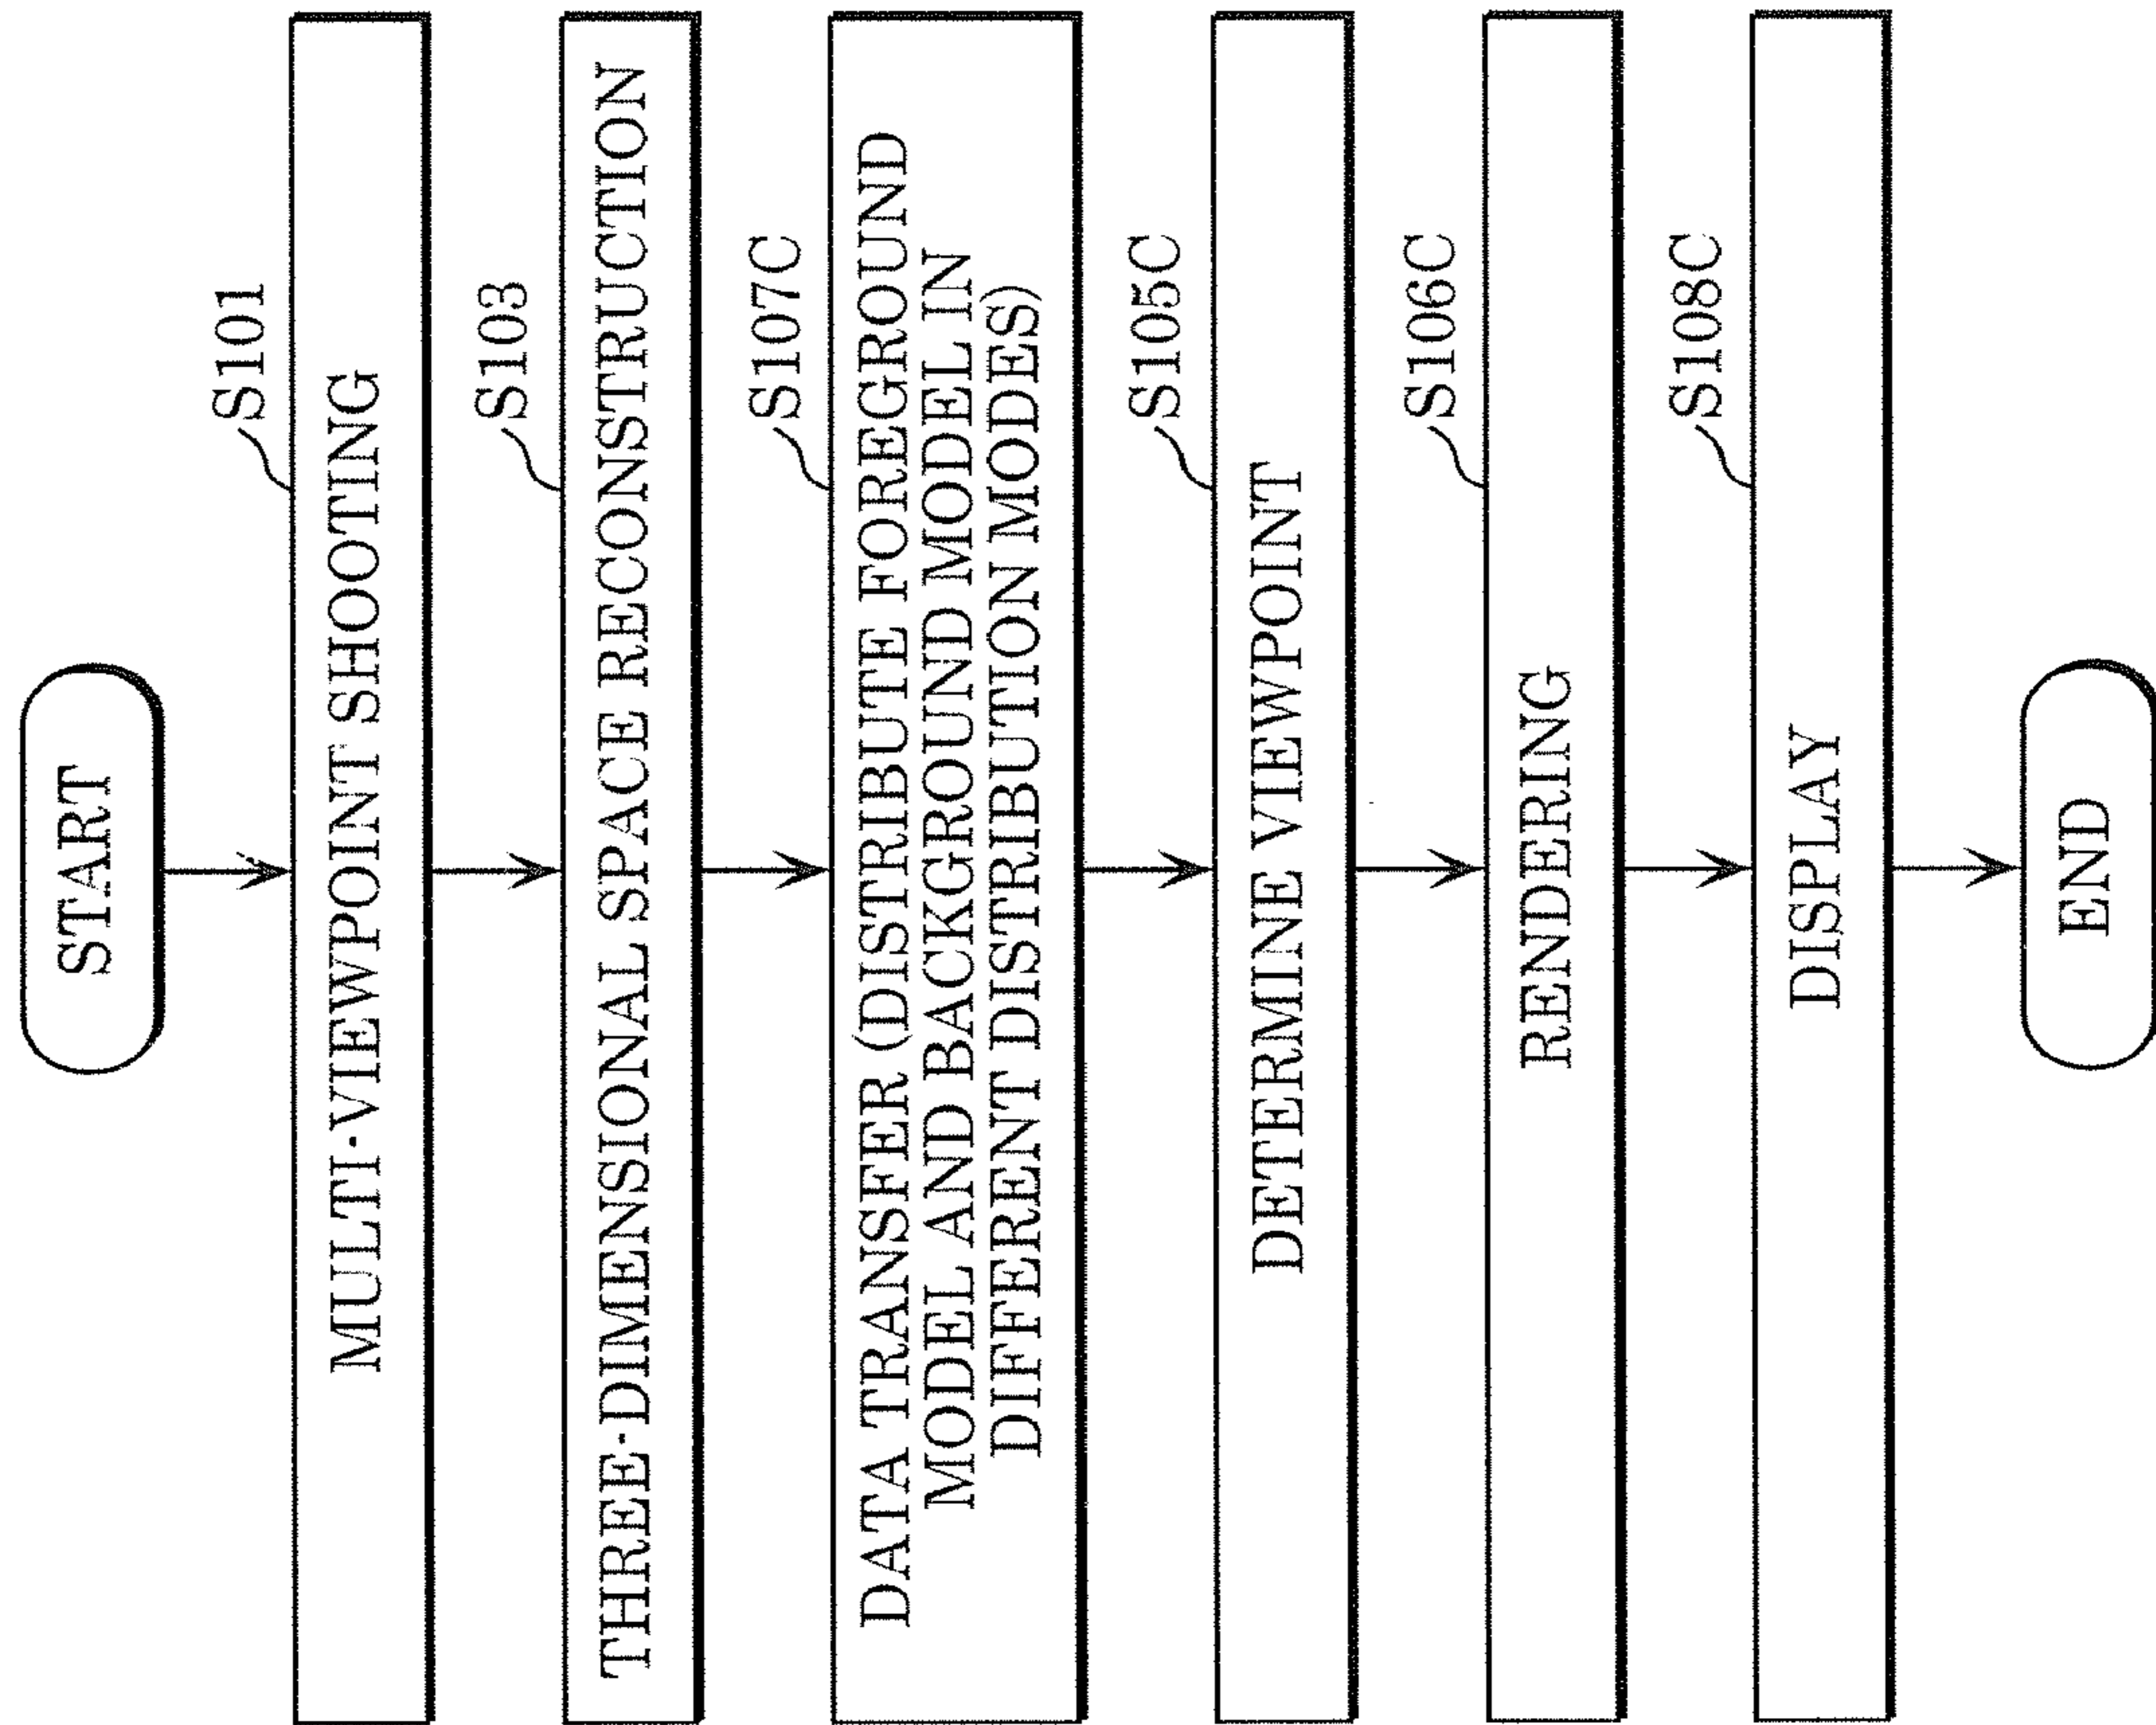 START
S101
MULTI-VIEWPOINT SHOOTING
S103
THREE-DIMENSIONAL SPACE RECONSTRUCTION
S107C
DATA TRANSFER (DISTRIBUTE FOREGROUND
MODEL AND BACKGROUND MODEL IN
DIFFERENT DISTRIBUTION MODES)
S105C
DETERMINE VIEWPOINT
S106C
RENDERING
S108C
DISPLAY
END